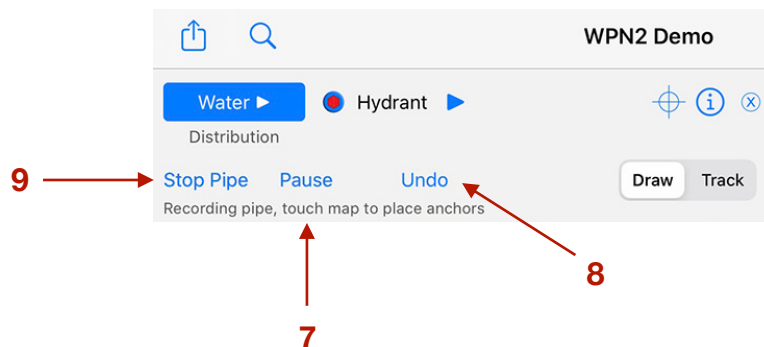 WPN2 Demo
Water Hydrant i x
Distribution
9 Stop Pipe Pause Undo Draw Track
Recording pipe, touch map to place anchors
8
7